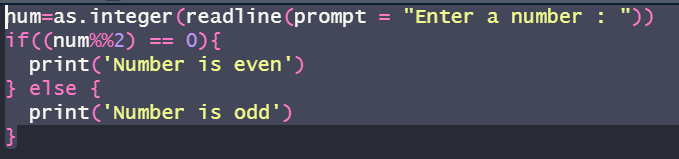 num=as.integer(readline(prompt = "Enter a number : "))
if((num%%2) == 0){
  print('Number is even')
} else {
  print('Number is odd')
}